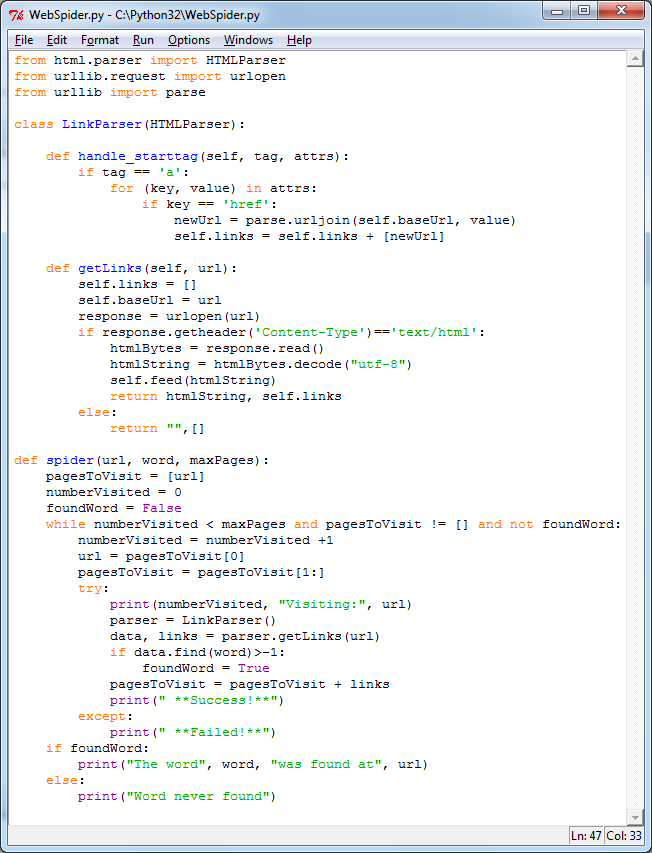 WebSpider.py - C:\Python32\WebSpider.py
File Edit Format Run Options Windows Help
from html.parser import HTMLParser
from urllib.request import urlopen
from urllib import parse

class LinkParser(HTMLParser):

    def handle_starttag(self, tag, attrs):
        if tag == 'a':
            for (key, value) in attrs:
                if key == 'href':
                    newUrl = parse.urljoin(self.baseUrl, value)
                    self.links = self.links + [newUrl]

    def getLinks(self, url):
        self.links = []
        self.baseUrl = url
        response = urlopen(url)
        if response.getheader('Content-Type')=='text/html':
            htmlBytes = response.read()
            htmlString = htmlBytes.decode("utf-8")
            self.feed(htmlString)
            return htmlString, self.links
        else:
            return "",[]

def spider(url, word, maxPages):
    pagesToVisit = [url]
    numberVisited = 0
    foundWord = False
    while numberVisited < maxPages and pagesToVisit != [] and not foundWord:
        numberVisited = numberVisited +1
        url = pagesToVisit[0]
        pagesToVisit = pagesToVisit[1:]
        try:
            print(numberVisited, "Visiting:", url)
            parser = LinkParser()
            data, links = parser.getLinks(url)
            if data.find(word)>-1:
                foundWord = True
            pagesToVisit = pagesToVisit + links
            print(" **Success!**")
        except:
            print(" **Failed!**")
    if foundWord:
        print("The word", word, "was found at", url)
    else:
        print("Word never found")
Ln: 47 Col: 33